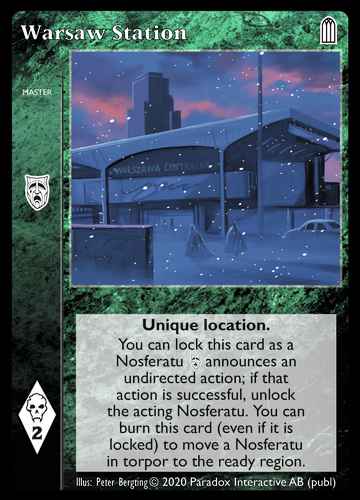 Warsaw Station
MASTER
WARSZAWA CENTRALNA
Unique location.
You can lock this card as a
Nosferatu announces an
undirected action; if that
action is successful, unlock
the acting Nosferatu. You can
burn this card (even if it is
locked) to move a Nosferatu
in torpor to the ready region.
2
Illus: Peter Bergting © 2020 Paradox Interactive AB (publ)